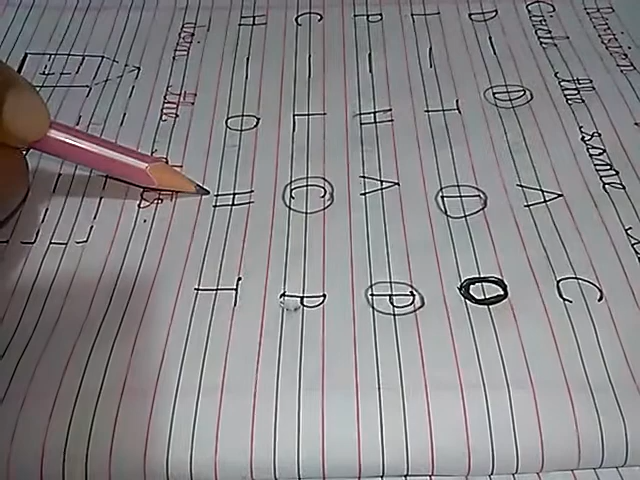 Revision
Circle the same
D – D A C
L – I L O
P – H A P
C – L C P
H – O H T
Join the